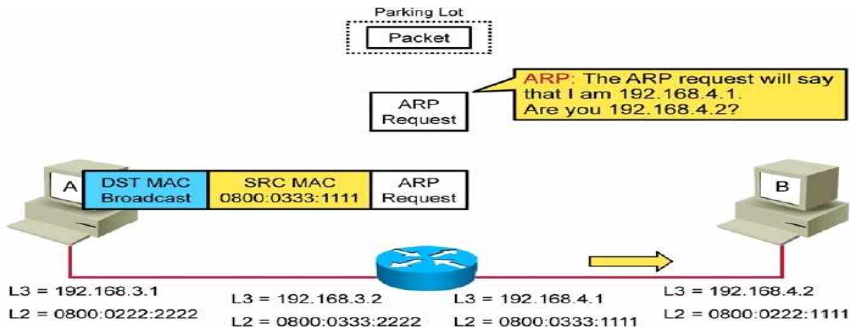 Parking Lot
Packet
ARP: The ARP request will say
that I am 192.168.4.1.
Are you 192.168.4.2?
ARP
Request
A
DST MAC
Broadcast
SRC MAC
0800:0333:1111
ARP
Request
B
L3 = 192.168.3.1
L2 = 0800:0222:2222
L3 = 192.168.3.2
L2 = 0800:0333:2222
L3 = 192.168.4.1
L2 = 0800:0333:1111
L3 = 192.168.4.2
L2 = 0800:0222:1111